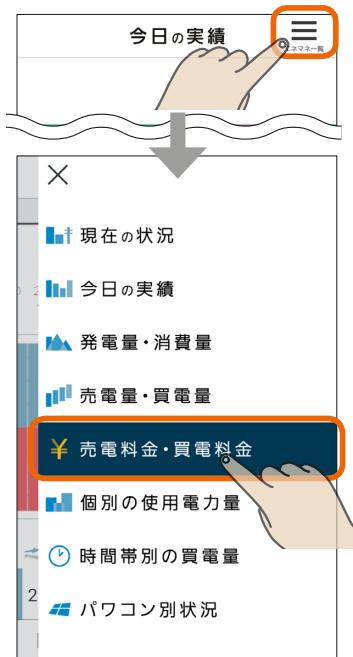 今日の実績
エネマネ一覧
現在の状況
今日の実績
発電量・消費量
売電量・買電量
¥ 売電料金・買電料金
個別の使用電力量
時間帯別の買電量
2
パワコン別状況